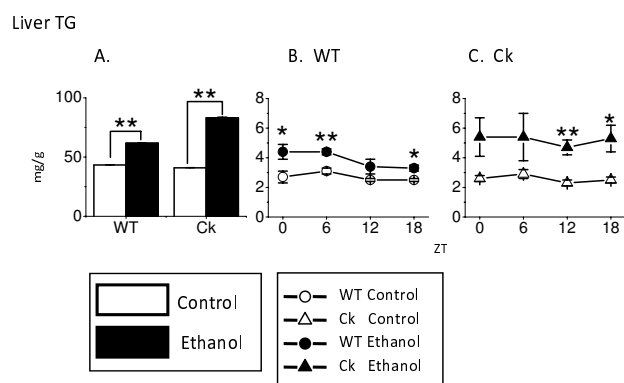 Liver TG
A. B. WT C. Ck
100
50
0
mg/g
**
**
WT Ck
8
6
4
2
0
*
**
*
0 6 12 18
8
6
4
2
0
**
*
0 6 12 18
ZT
Control
Ethanol
WT Control
Ck Control
WT Ethanol
Ck Ethanol